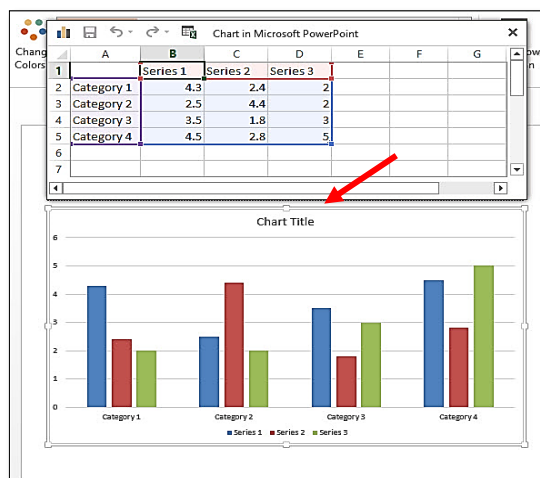 Chart in Microsoft PowerPoint
Chang
Colors
A B C D E F G
1 Series 1 Series 2 Series 3
2 Category 1 4.3 2.4 2
3 Category 2 2.5 4.4 2
4 Category 3 3.5 1.8 3
5 Category 4 4.5 2.8 5
6
7
Chart Title
6
5
4
3
2
1
0
Category 1 Category 2 Category 3 Category 4
Series 1 Series 2 Series 3